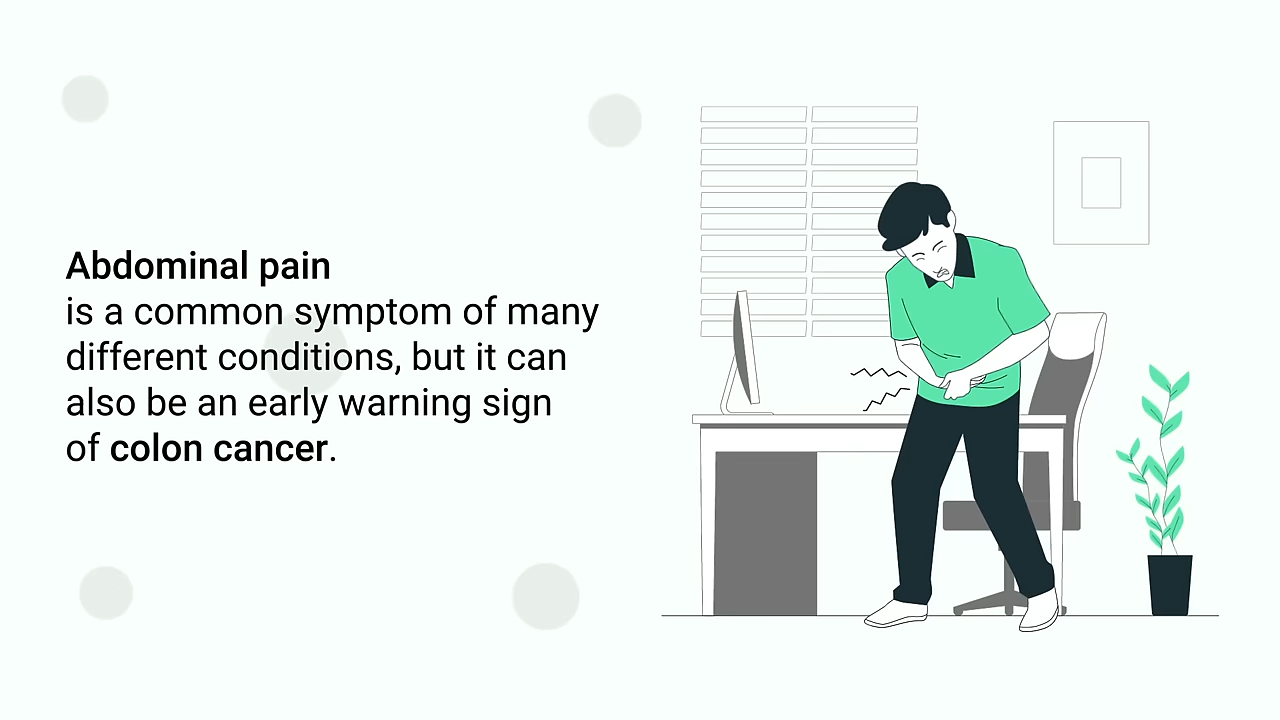 Abdominal pain
is a common symptom of many
different conditions, but it can
also be an early warning sign
of colon cancer.